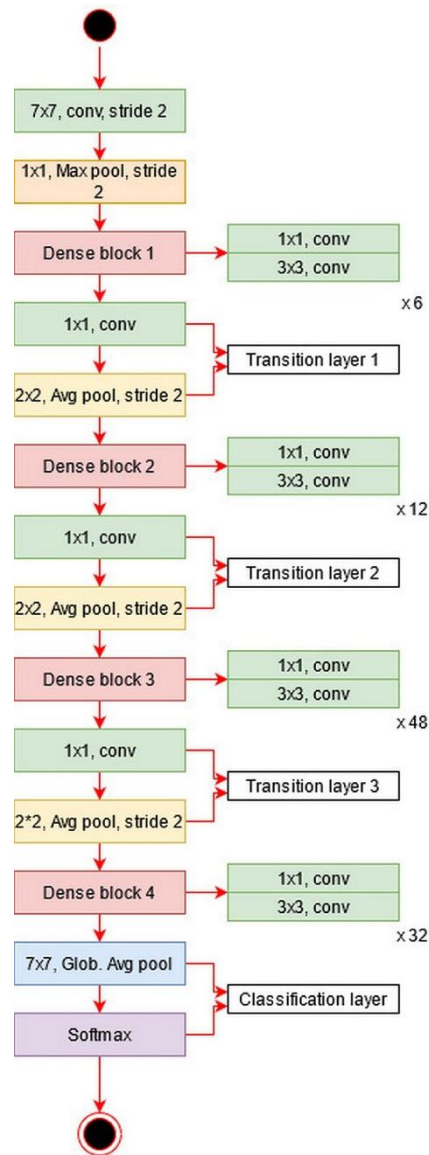 7x7, conv, stride 2
1x1, Max pool, stride
2
Dense block 1
1x1, conv
3x3, conv
x 6
1x1, conv
Transition layer 1
2x2, Avg pool, stride 2
Dense block 2
1x1, conv
3x3, conv
x 12
1x1, conv
Transition layer 2
2x2, Avg pool, stride 2
Dense block 3
1x1, conv
3x3, conv
x 48
1x1, conv
Transition layer 3
2*2, Avg pool, stride 2
Dense block 4
1x1, conv
3x3, conv
x 32
7x7, Glob. Avg pool
Classification layer
Softmax